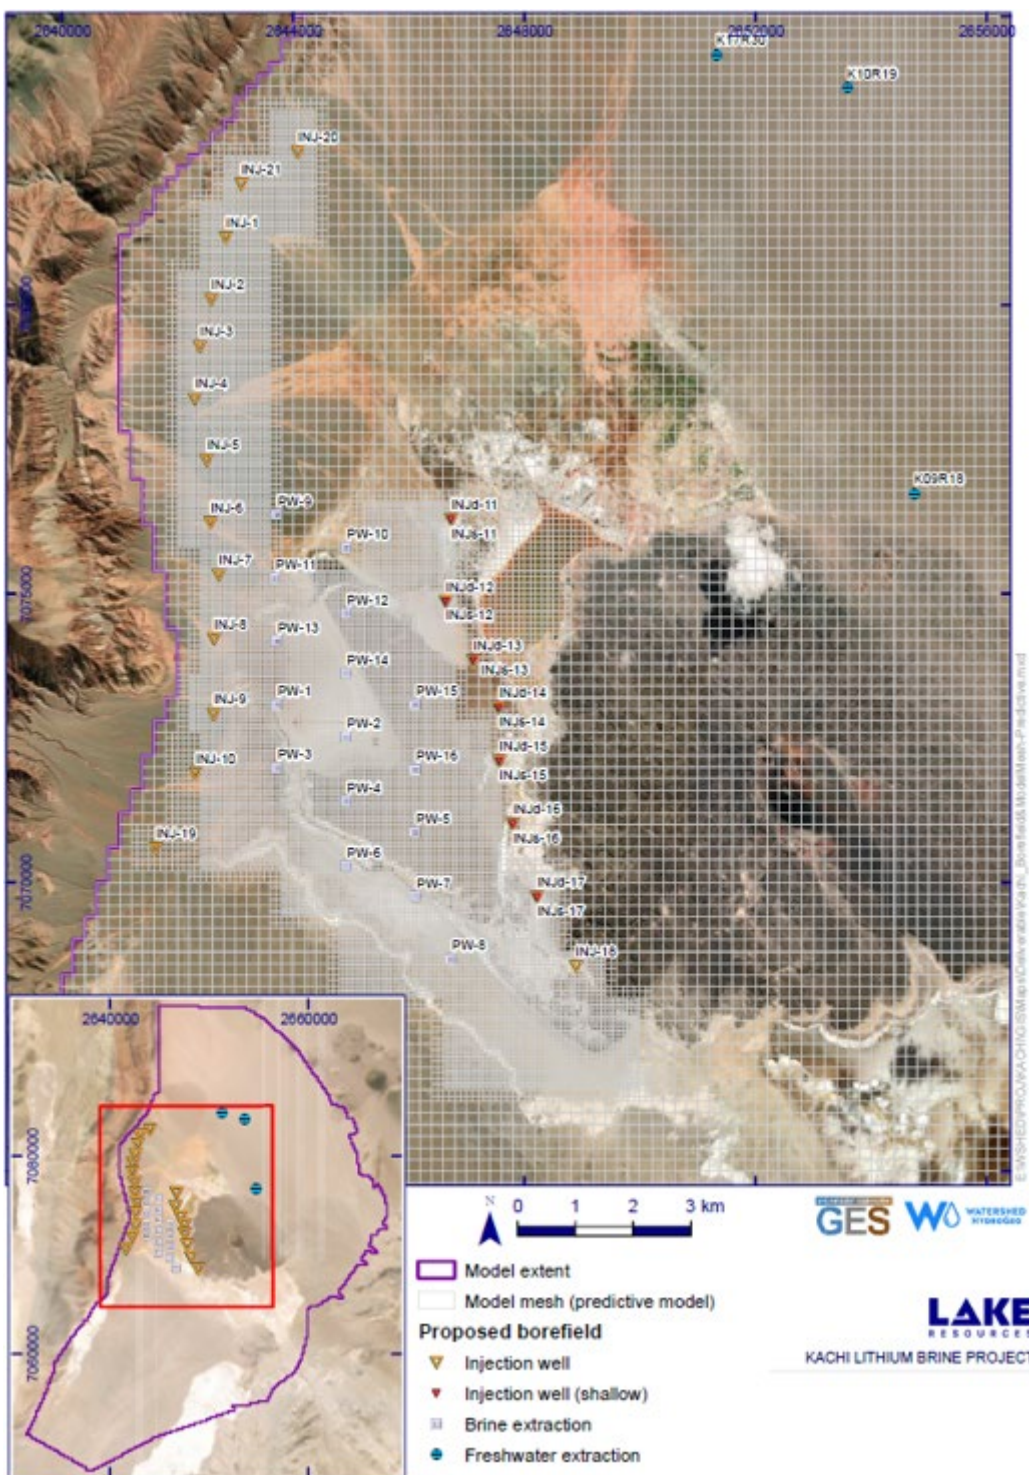 2640000
2644000
2648000
2652000
2656000
K17R30
K10R19
INJ-20
INJ-21
INJ-1
INJ-2
INJ-3
INJ-4
INJ-5
K09R18
INJ-6
PW-9
INJd-11
INJs-11
PW-10
INJ-7
PW-11
7075000
INJd-12
INJs-12
PW-12
INJ-8
PW-13
INJd-13
INJs-13
PW-14
INJ-9
PW-1
PW-15
INJd-14
INJs-14
PW-2
INJ-10
PW-3
PW-16
INJd-15
INJs-15
PW-4
INJ-19
PW-5
INJd-16
INJs-16
PW-6
7070000
PW-7
INJd-17
INJs-17
PW-8
INJ-18
2640000
2660000
7080000
7060000
N
0 1 2 3 km
GES
WATERSHED
HYDROGEO
Model extent
Model mesh (predictive model)
Proposed borefield
Injection well
Injection well (shallow)
Brine extraction
Freshwater extraction
LAKE
RESOURCES
KACHI LITHIUM BRINE PROJECT